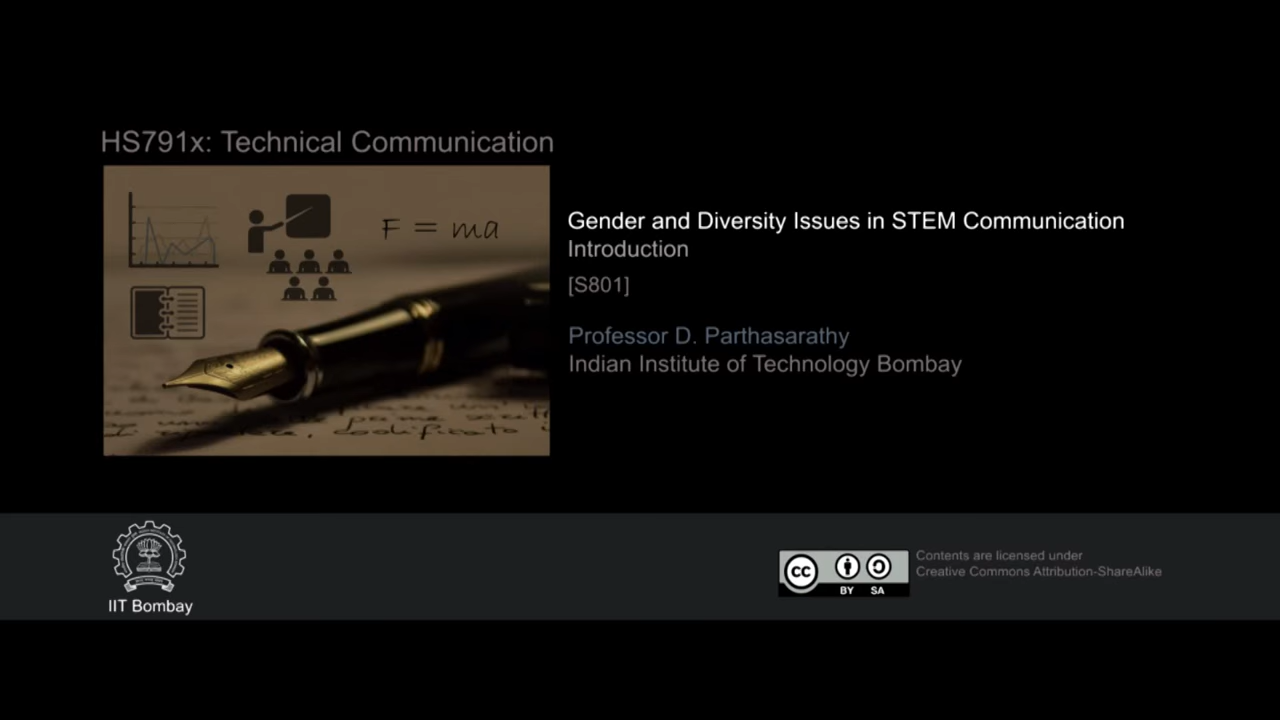 HS791x: Technical Communication
F = ma
Gender and Diversity Issues in STEM Communication
Introduction
[S801]
Professor D. Parthasarathy
Indian Institute of Technology Bombay
IIT Bombay
cc
BY SA
Contents are licensed under
Creative Commons Attribution-ShareAlike